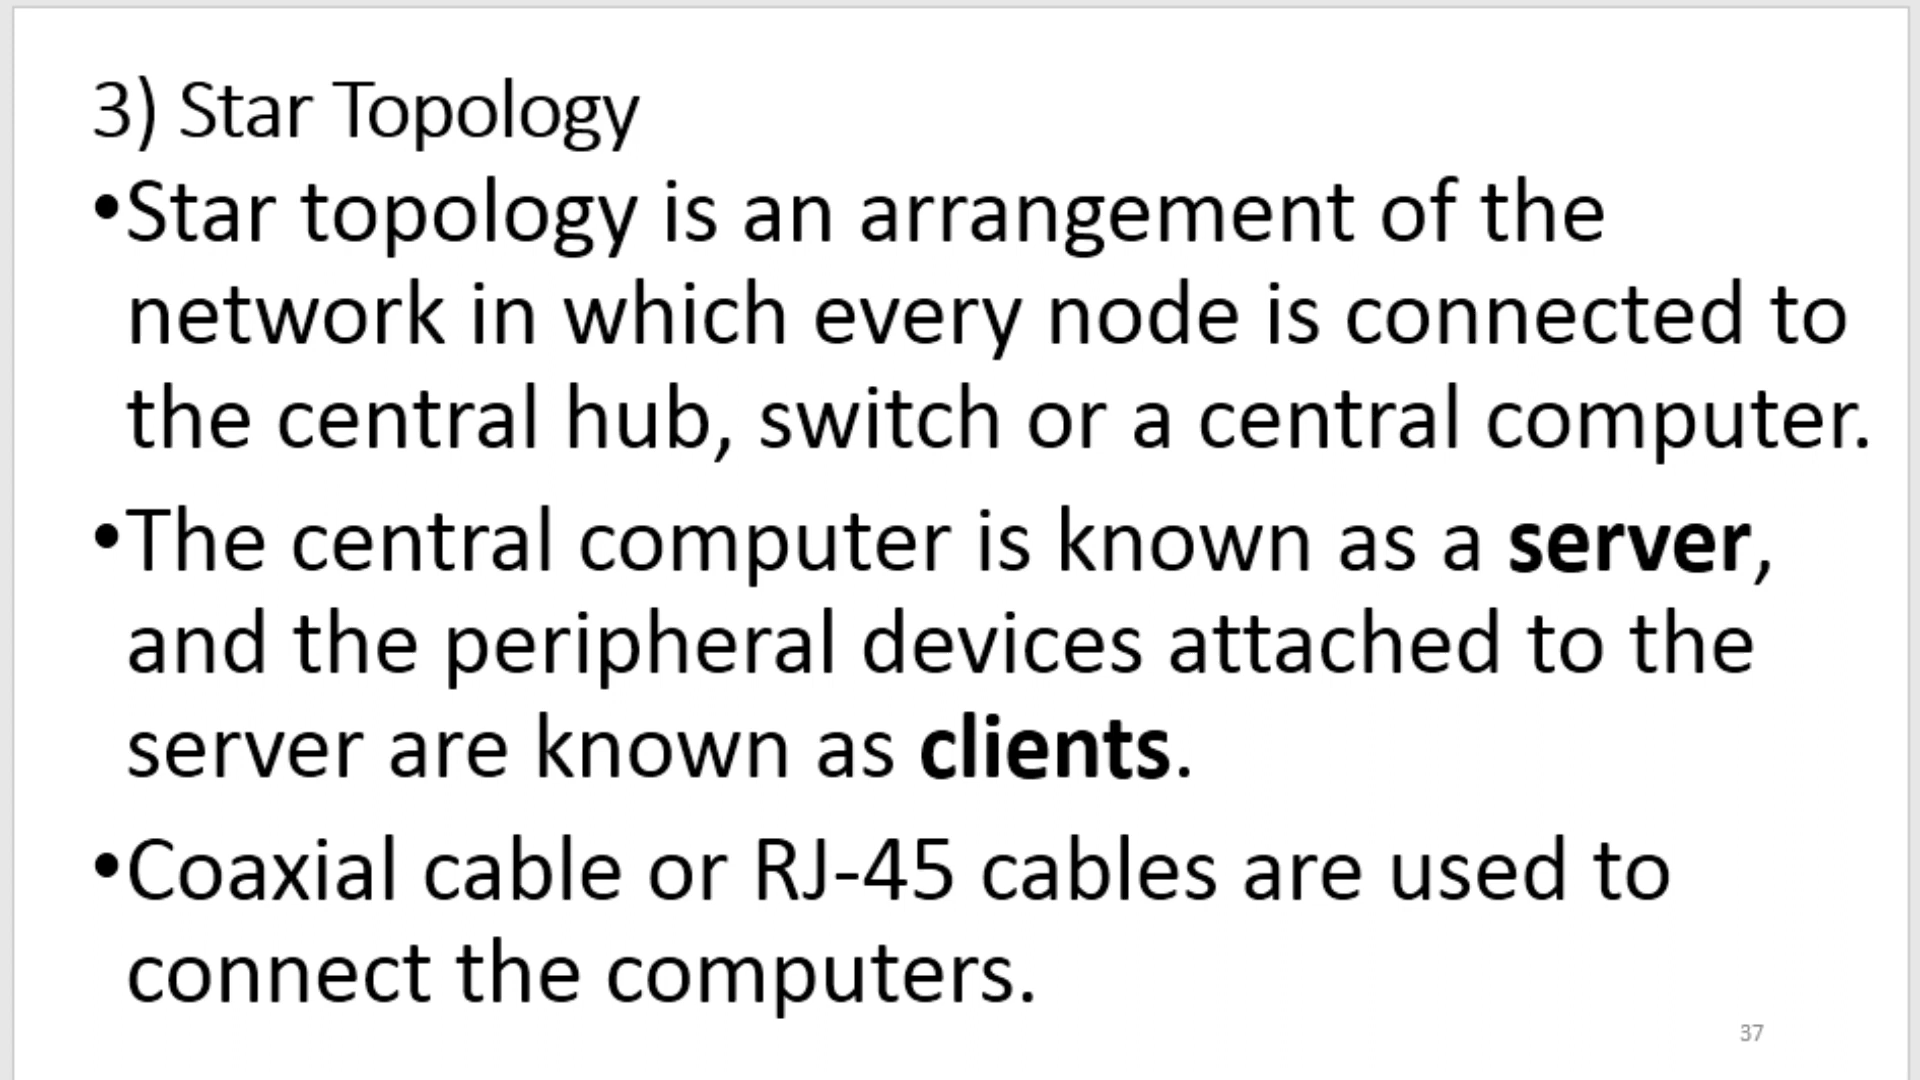 3) Star Topology
•Star topology is an arrangement of the
network in which every node is connected to
the central hub, switch or a central computer.
•The central computer is known as a server,
and the peripheral devices attached to the
server are known as clients.
•Coaxial cable or RJ-45 cables are used to
connect the computers.
37